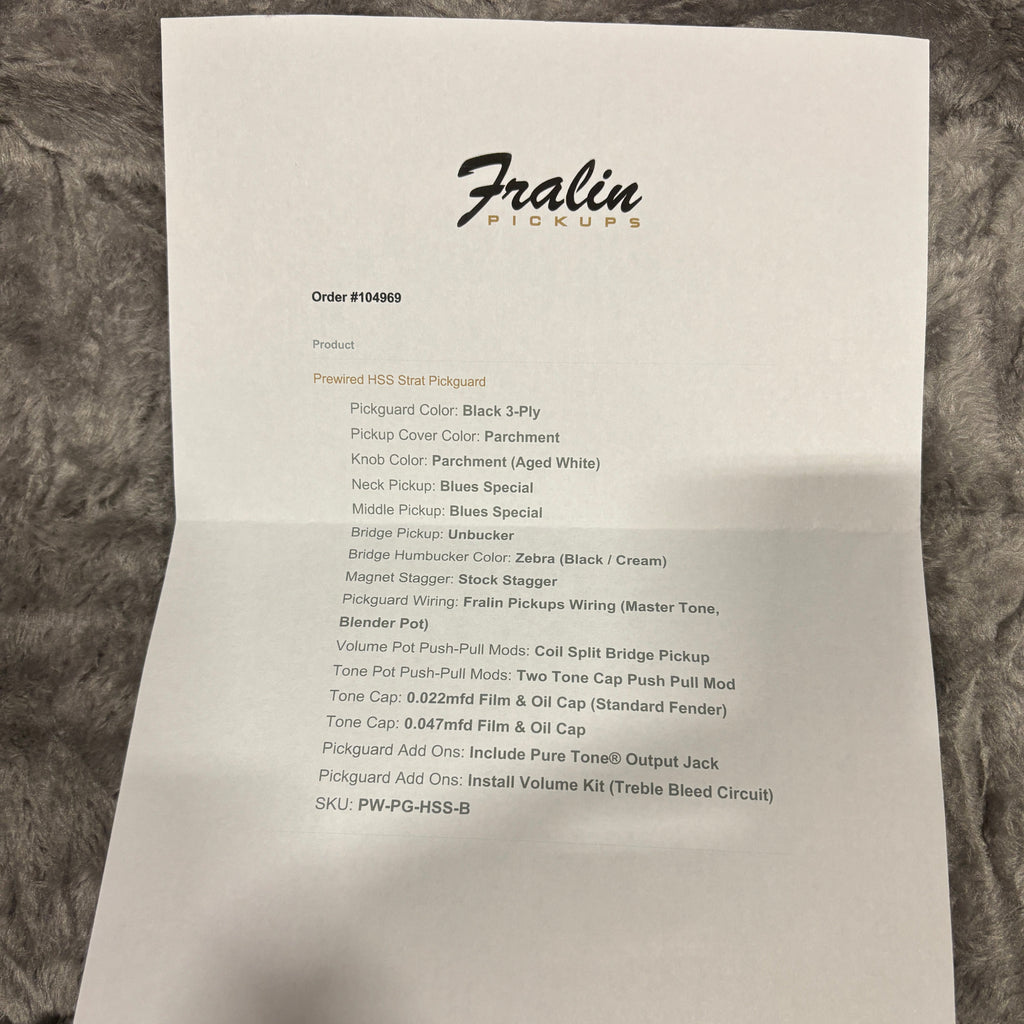 Fralin
PICKUPS
Order #104969
Product
Prewired HSS Strat Pickguard
Pickguard Color: Black 3-Ply
Pickup Cover Color: Parchment
Knob Color: Parchment (Aged White)
Neck Pickup: Blues Special
Middle Pickup: Blues Special
Bridge Pickup: Unbucker
Bridge Humbucker Color: Zebra (Black / Cream)
Magnet Stagger: Stock Stagger
Pickguard Wiring: Fralin Pickups Wiring (Master Tone,
Blender Pot)
Volume Pot Push-Pull Mods: Coil Split Bridge Pickup
Tone Pot Push-Pull Mods: Two Tone Cap Push Pull Mod
Tone Cap: 0.022mfd Film & Oil Cap (Standard Fender)
Tone Cap: 0.047mfd Film & Oil Cap
Pickguard Add Ons: Include Pure Tone® Output Jack
Pickguard Add Ons: Install Volume Kit (Treble Bleed Circuit)
SKU: PW-PG-HSS-B